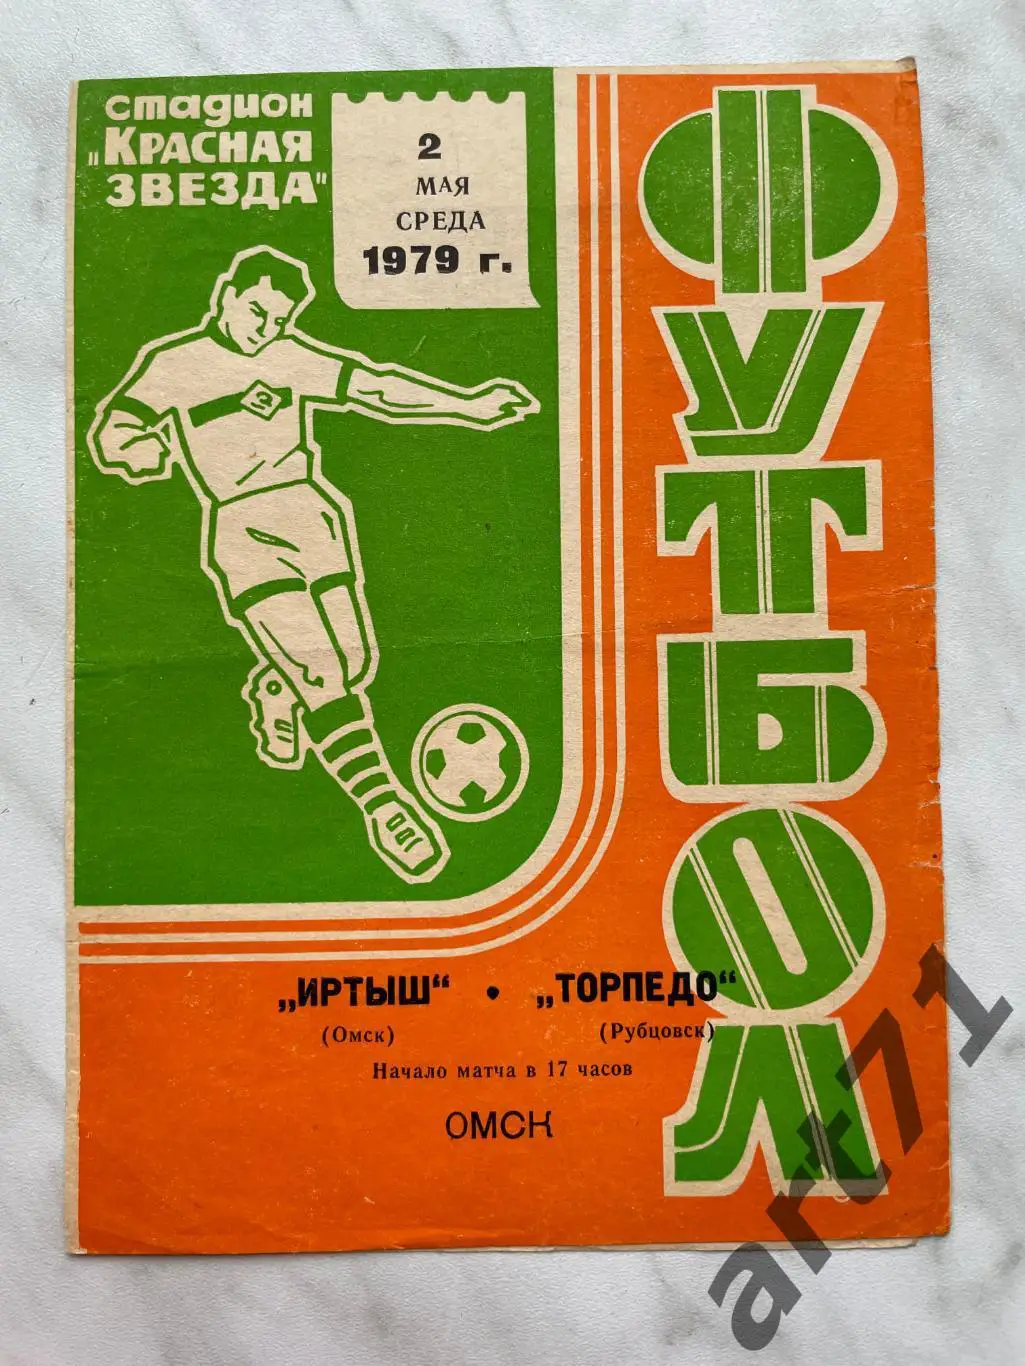 стадион
„КРАСНАЯ
ЗВЕЗДА"
2
МАЯ
СРЕДА
1979 г.
З
ФУТБОЛ
„ИРТЫШ" • „ТОРПЕДО"
(Омск) (Рубцовск)
Начало матча в 17 часов
ОМСК
art71